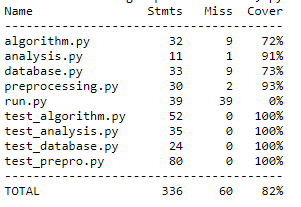 Name Stmts Miss Cover
----------------------------------------
algorithm.py 32 9 72%
analysis.py 11 1 91%
database.py 33 9 73%
preprocessing.py 30 2 93%
run.py 39 39 0%
test_algorithm.py 52 0 100%
test_analysis.py 35 0 100%
test_database.py 24 0 100%
test_prepro.py 80 0 100%
----------------------------------------
TOTAL 336 60 82%